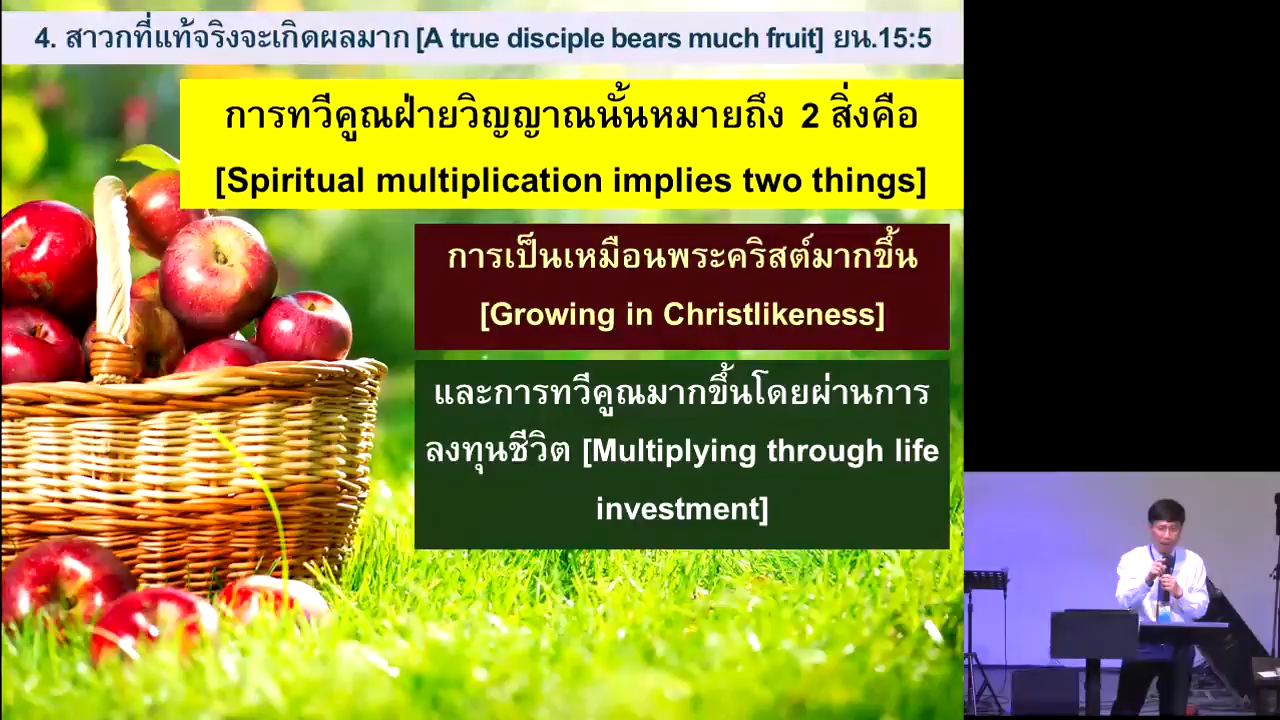 4. สาวกที่แท้จริงจะเกิดผลมาก [A true disciple bears much fruit] ยน.15:5
การทวีคูณฝ่ายวิญญาณนั้นหมายถึง 2 สิ่งคือ
[Spiritual multiplication implies two things]
การเป็นเหมือนพระคริสต์มากขึ้น
[Growing in Christlikeness]
และการทวีคูณมากขึ้นโดยผ่านการ
ลงทุนชีวิต [Multiplying through life
investment]